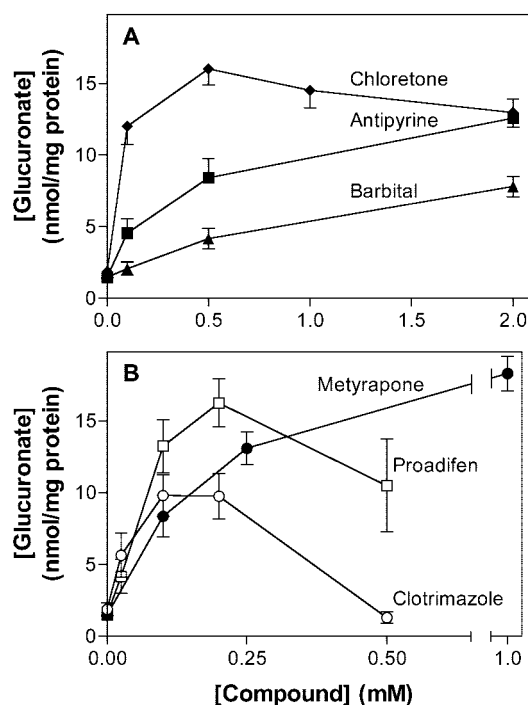 A
[Glucuronate]
(nmol/mg protein)
15
10
5
0
Chloretone
Antipyrine
Barbital
0.0
0.5
1.0
1.5
2.0
B
[Glucuronate]
(nmol/mg protein)
15
10
5
0
Metyrapone
Proadifen
Clotrimazole
0.00
0.25
0.50
1.0
[Compound] (mM)